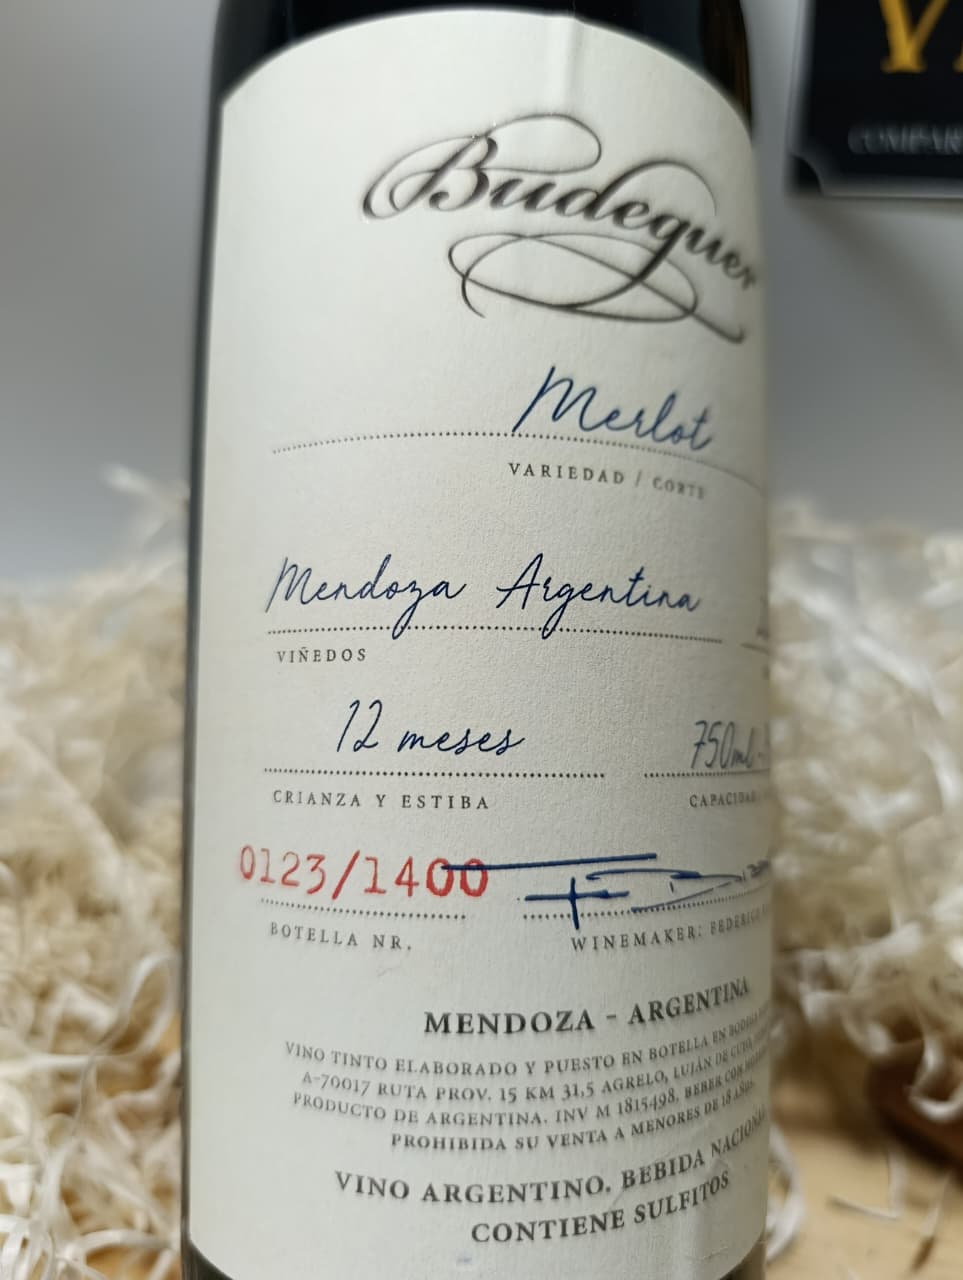 Budeguer
Merlot
VARIEDAD / CORTE
Mendoza Argentina
VIÑEDOS
12 meses 750ml
CRIANZA Y ESTIBA
0123/1400
BOTELLA NR. WINEMAKER:
MENDOZA - ARGENTINA
VINO TINTO ELABORADO Y PUESTO EN BOTELLA EN
A-70017 RUTA PROV. 15 KM 31,5 AGRELO, LUJÁN DE
PRODUCTO DE ARGENTINA. INV M 1815498. BEBER CON
PROHIBIDA SU VENTA A MENORES DE 18 AÑOS.
VINO ARGENTINO. BEBIDA
CONTIENE SULFITOS